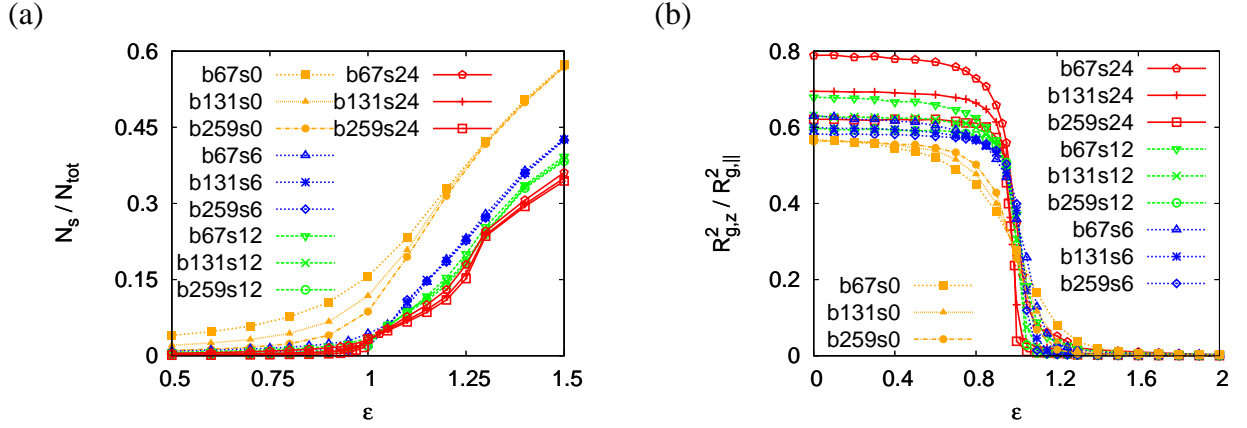 (a)
N_s / N_tot
0.6
0.45
0.3
0.15
0
0.5
0.75
1
1.25
1.5
ε
b67s0
b131s0
b259s0
b67s6
b131s6
b259s6
b67s12
b131s12
b259s12
b67s24
b131s24
b259s24
(b)
R²_g,z / R²_g,||
0.8
0.6
0.4
0.2
0
0
0.4
0.8
1.2
1.6
2
ε
b67s24
b131s24
b259s24
b67s12
b131s12
b259s12
b67s6
b131s6
b259s6
b67s0
b131s0
b259s0